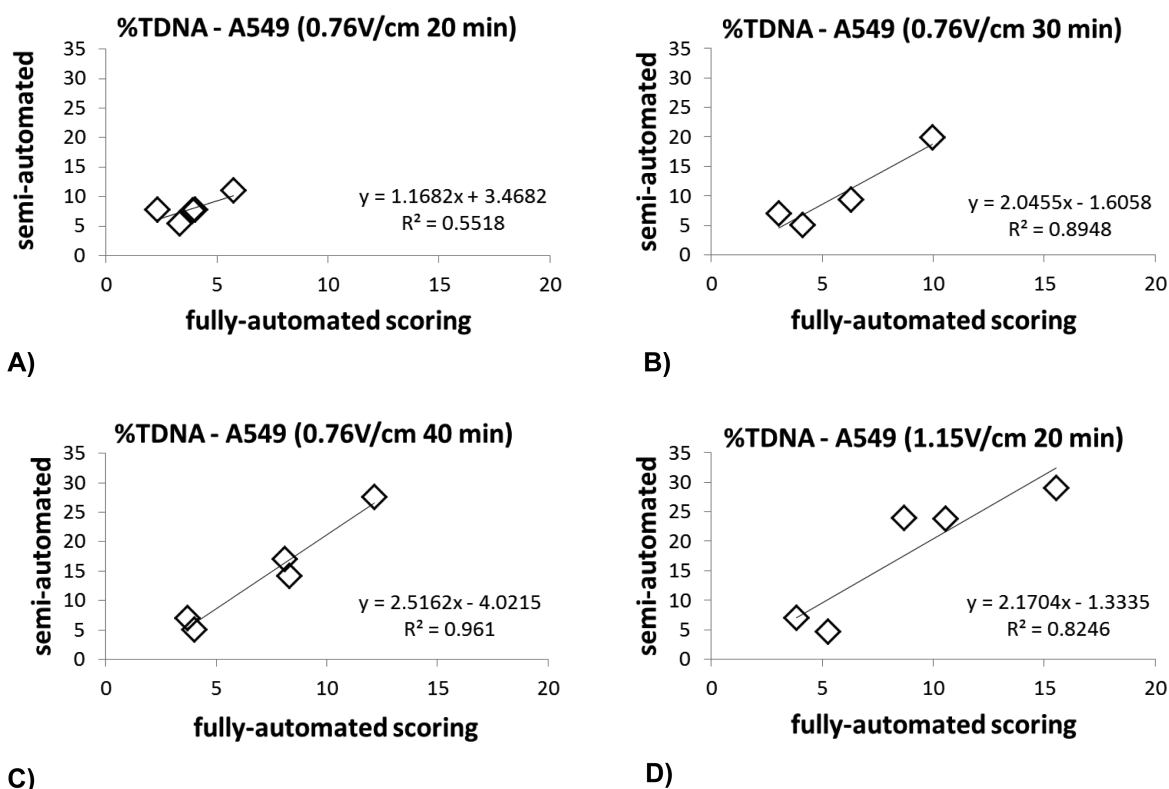 %TDNA - A549 (0.76V/cm 20 min)
semi-automated
35
30
25
20
15
10
5
0
y = 1.1682x + 3.4682
R² = 0.5518
0 5 10 15 20
fully-automated scoring
A)
%TDNA - A549 (0.76V/cm 30 min)
semi-automated
35
30
25
20
15
10
5
0
y = 2.0455x - 1.6058
R² = 0.8948
0 5 10 15 20
fully-automated scoring
B)
%TDNA - A549 (0.76V/cm 40 min)
semi-automated
35
30
25
20
15
10
5
0
y = 2.5162x - 4.0215
R² = 0.961
0 5 10 15 20
fully-automated scoring
C)
%TDNA - A549 (1.15V/cm 20 min)
semi-automated
35
30
25
20
15
10
5
0
y = 2.1704x - 1.3335
R² = 0.8246
0 5 10 15 20
fully-automated scoring
D)